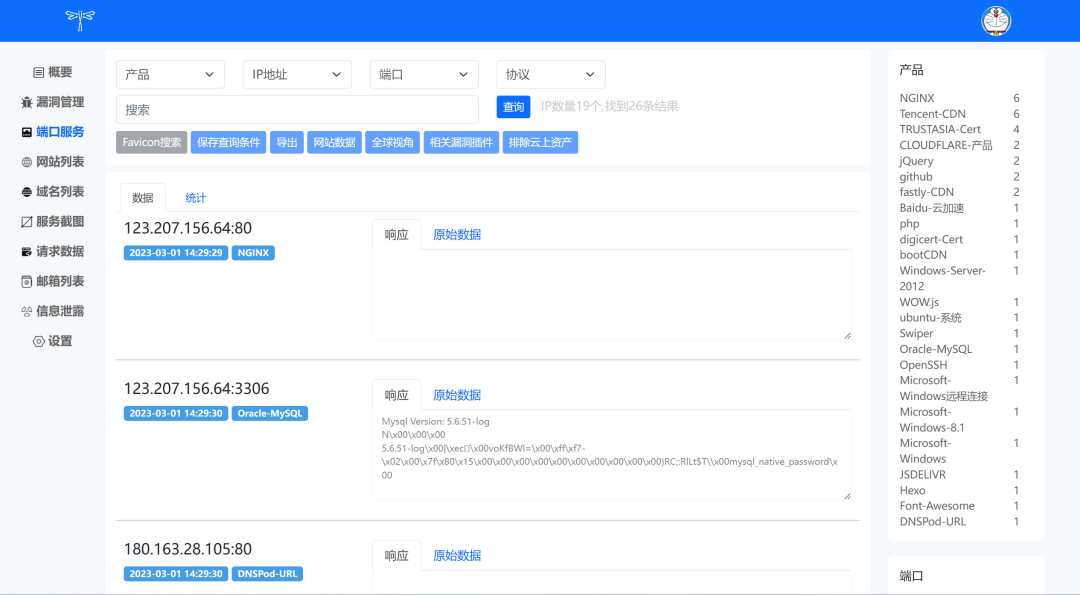 概要
漏洞管理
端口服务
网站列表
域名列表
服务截图
请求数据
邮箱列表
信息泄露
设置
产品
IP地址
端口
协议
搜索
查询
IP数量19个,找到26条结果
Favicon搜索
保存查询条件
导出
网站数据
全球视角
相关漏洞插件
排除云上资产
数据
统计
123.207.156.64:80
2023-03-01 14:29:29
NGINX
响应
原始数据
123.207.156.64:3306
2023-03-01 14:29:30
Oracle-MySQL
响应
原始数据
Mysql Version: 5.6.51-log
N\x00\x00\x00
5.6.51-log\x00|\xec\x00voKfBWl=\x00\xff\xf7-
\x02\x00\x7f\x80\x15\x00\x00\x00\x00\x00\x00\x00\x00\x00\x00)RC;:RlLt$T\\x00mysql_native_password\x
00
180.163.28.105:80
2023-03-01 14:29:30
DNSPod-URL
响应
原始数据
产品
NGINX 6
Tencent-CDN 6
TRUSTASIA-Cert 4
CLOUDFLARE-产品 2
jQuery 2
github 2
fastly-CDN 2
Baidu-云加速 1
php 1
digicert-Cert 1
bootCDN 1
Windows-Server- 1
2012
WOW.js 1
ubuntu-系统 1
Swiper 1
Oracle-MySQL 1
OpenSSH 1
Microsoft- 1
Windows远程连接
Microsoft- 1
Windows-8.1
Microsoft- 1
Windows
JSDELIVR 1
Hexo 1
Font-Awesome 1
DNSPod-URL 1
端口